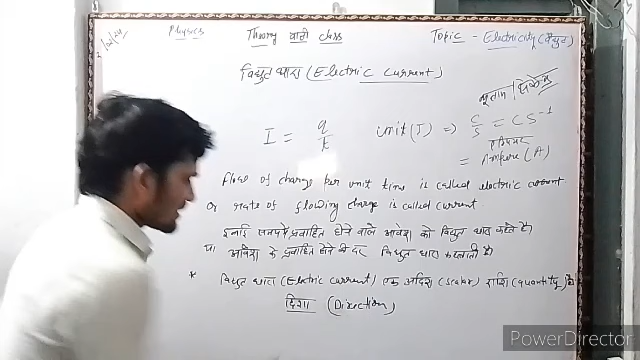 Physics Theory वाली class Topic - Electricity (विद्युत)
विद्युत धारा (Electric Current)
I = q/t unit (I) ⇒ C/S = CS⁻¹
= Ampere (A)
Flow of charge per unit time is called electric current
or rate of flowing charge is called current.
इकाई समय में प्रवाहित होने वाले आवेश को विद्युत धारा कहते हैं।
या आवेश के प्रवाहित होने की दर विद्युत धारा कहलाती है।
* विद्युत धारा (Electric current) एक अदिश (scalar) राशि (quantity) है
दिशा (Direction)
PowerDirector